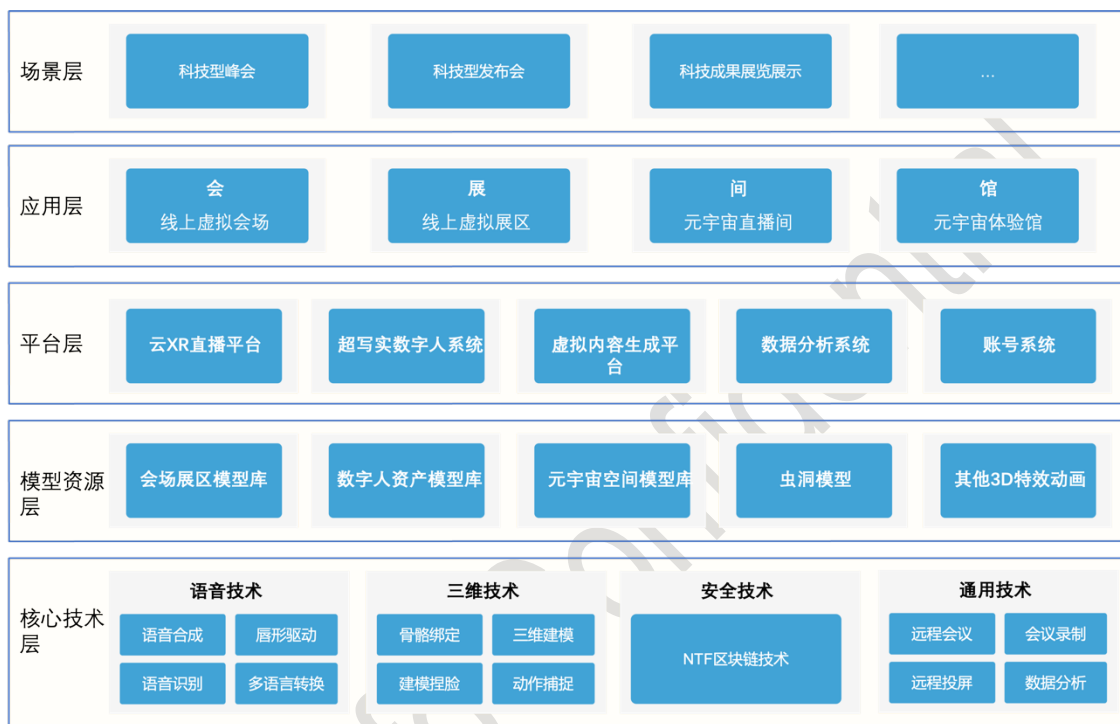 场景层
科技型峰会
科技型发布会
科技成果展览展示
...
应用层
会
线上虚拟会场
展
线上虚拟展区
间
元宇宙直播间
馆
元宇宙体验馆
平台层
云XR直播平台
超写实数字人系统
虚拟内容生成平
台
数据分析系统
账号系统
模型资源
层
会场展区模型库
数字人资产模型库
元宇宙空间模型库
虫洞模型
其他3D特效动画
核心技术
层
语音技术
语音合成
唇形驱动
语音识别
多语言转换
三维技术
骨骼绑定
三维建模
建模捏脸
动作捕捉
安全技术
NTF区块链技术
通用技术
远程会议
会议录制
远程投屏
数据分析
Confidential